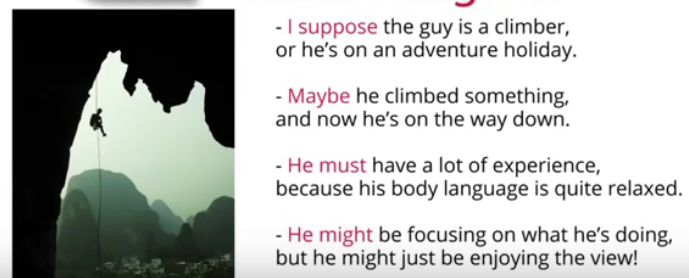 - I suppose the guy is a climber,
or he's on an adventure holiday.
- Maybe he climbed something,
and now he's on the way down.
- He must have a lot of experience,
because his body language is quite relaxed.
- He might be focusing on what he's doing,
but he might just be enjoying the view!